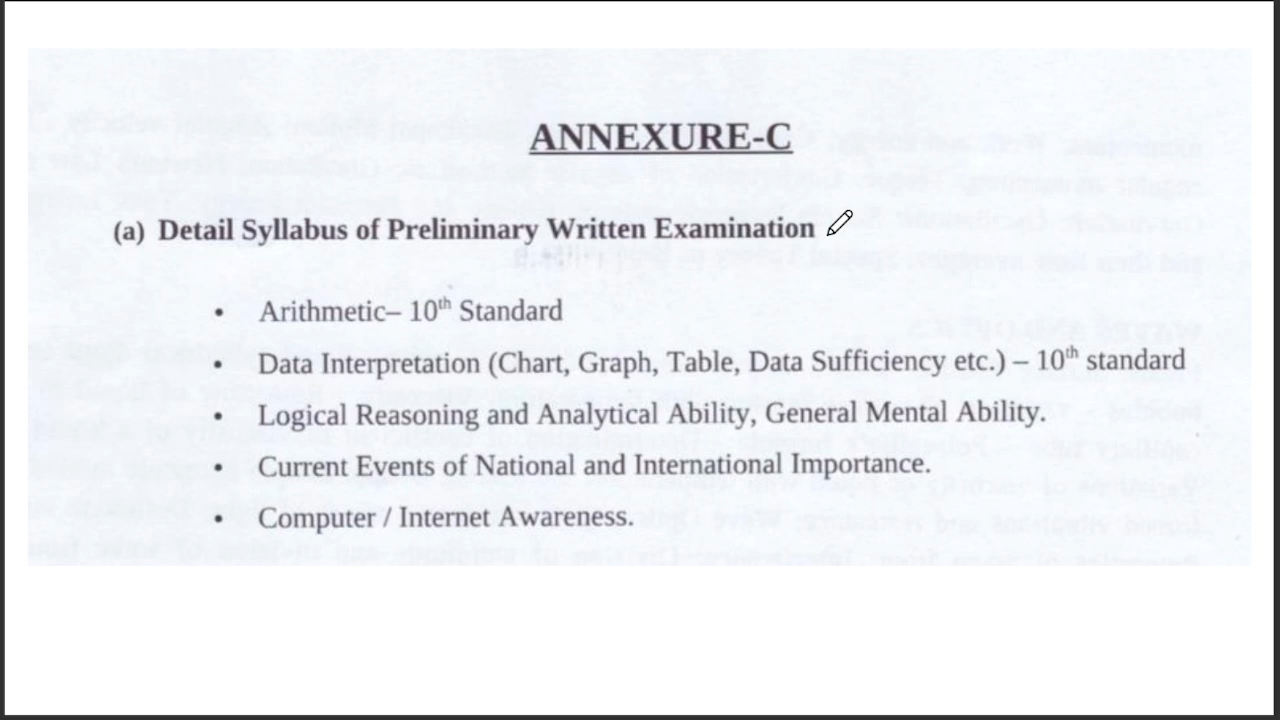 ANNEXURE-C
(a) Detail Syllabus of Preliminary Written Examination
• Arithmetic– 10th Standard
• Data Interpretation (Chart, Graph, Table, Data Sufficiency etc.) – 10th standard
• Logical Reasoning and Analytical Ability, General Mental Ability.
• Current Events of National and International Importance.
• Computer / Internet Awareness.